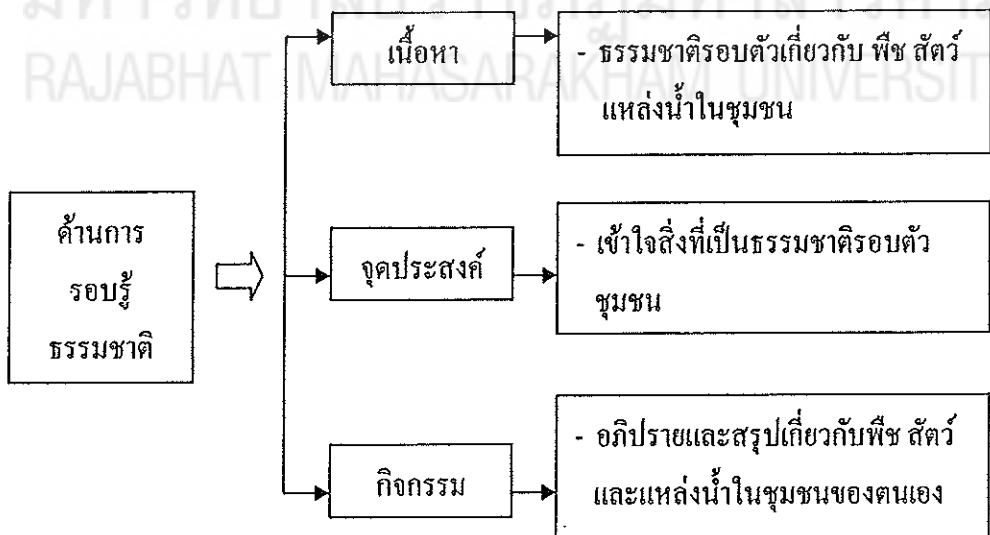 RAJABHAT MAHASARAKHAM UNIVERSIT
เนื้อหา
- ธรรมชาติรอบตัวเกี่ยวกับ พืช สัตว์
แหล่งน้ำในชุมชน
ด้านการ
รอบรู้
ธรรมชาติ
จุดประสงค์
- เข้าใจสิ่งที่เป็นธรรมชาติรอบตัว
ชุมชน
กิจกรรม
- อภิปรายและสรุปเกี่ยวกับพืช สัตว์
และแหล่งน้ำในชุมชนของตนเอง